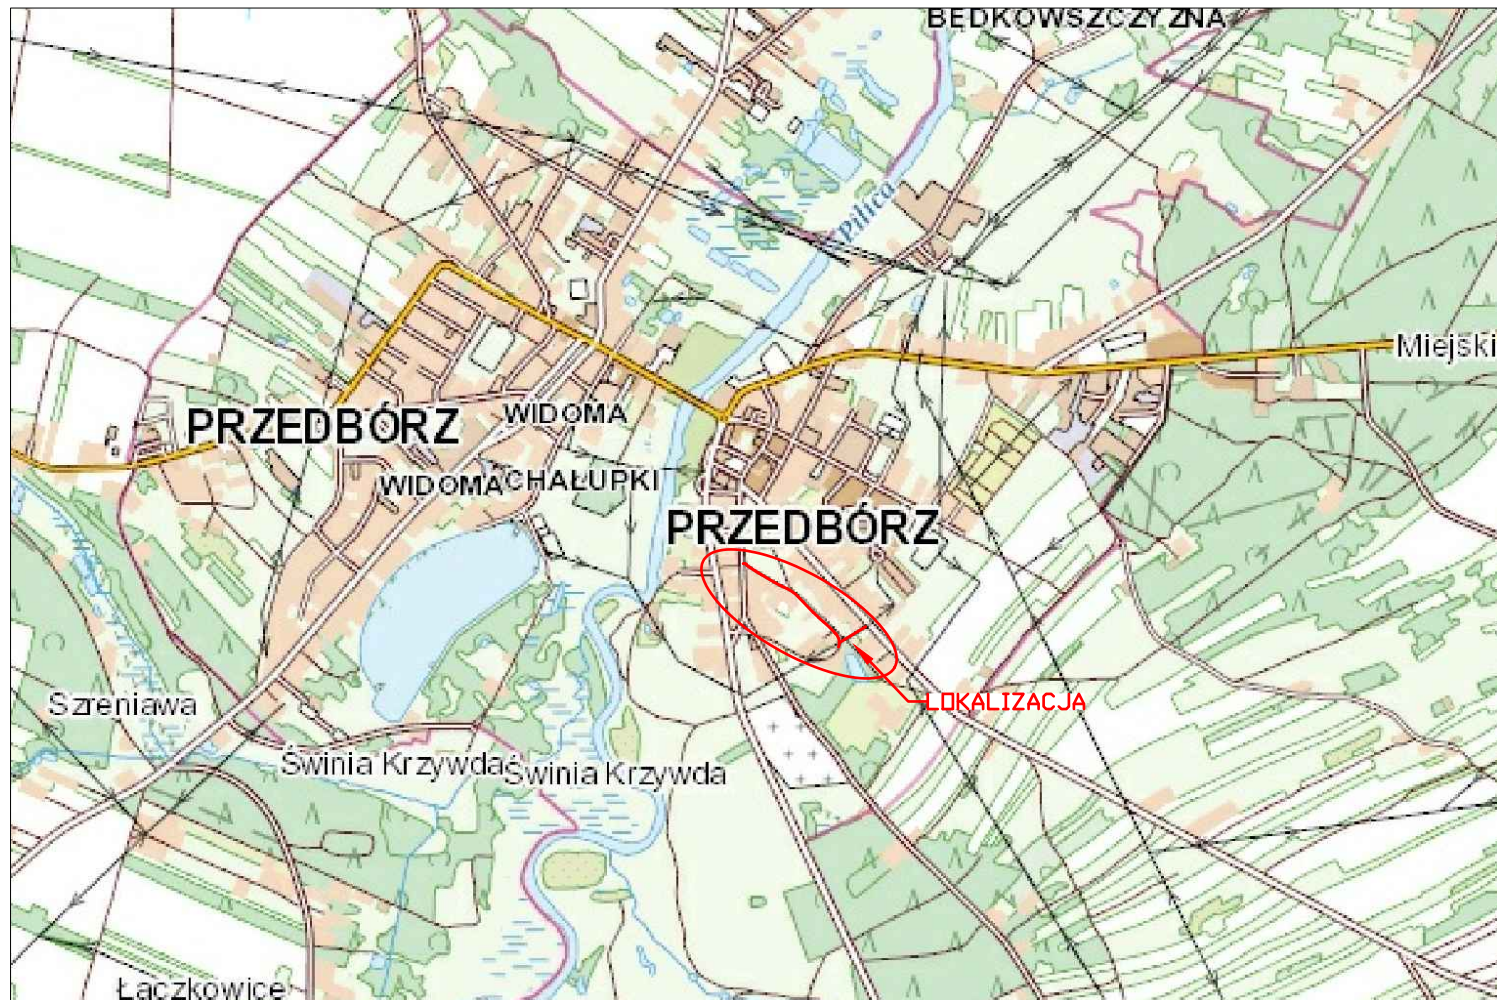 BĘDKOWSZCZYZNA
Pilica
Miejski
PRZEDBÓRZ
WIDOMA
WIDOMA
CHAŁUPKI
PRZEDBÓRZ
LOKALIZACJA
Szreniawa
Świnia Krzywda
Świnia Krzywda
Łączkowice